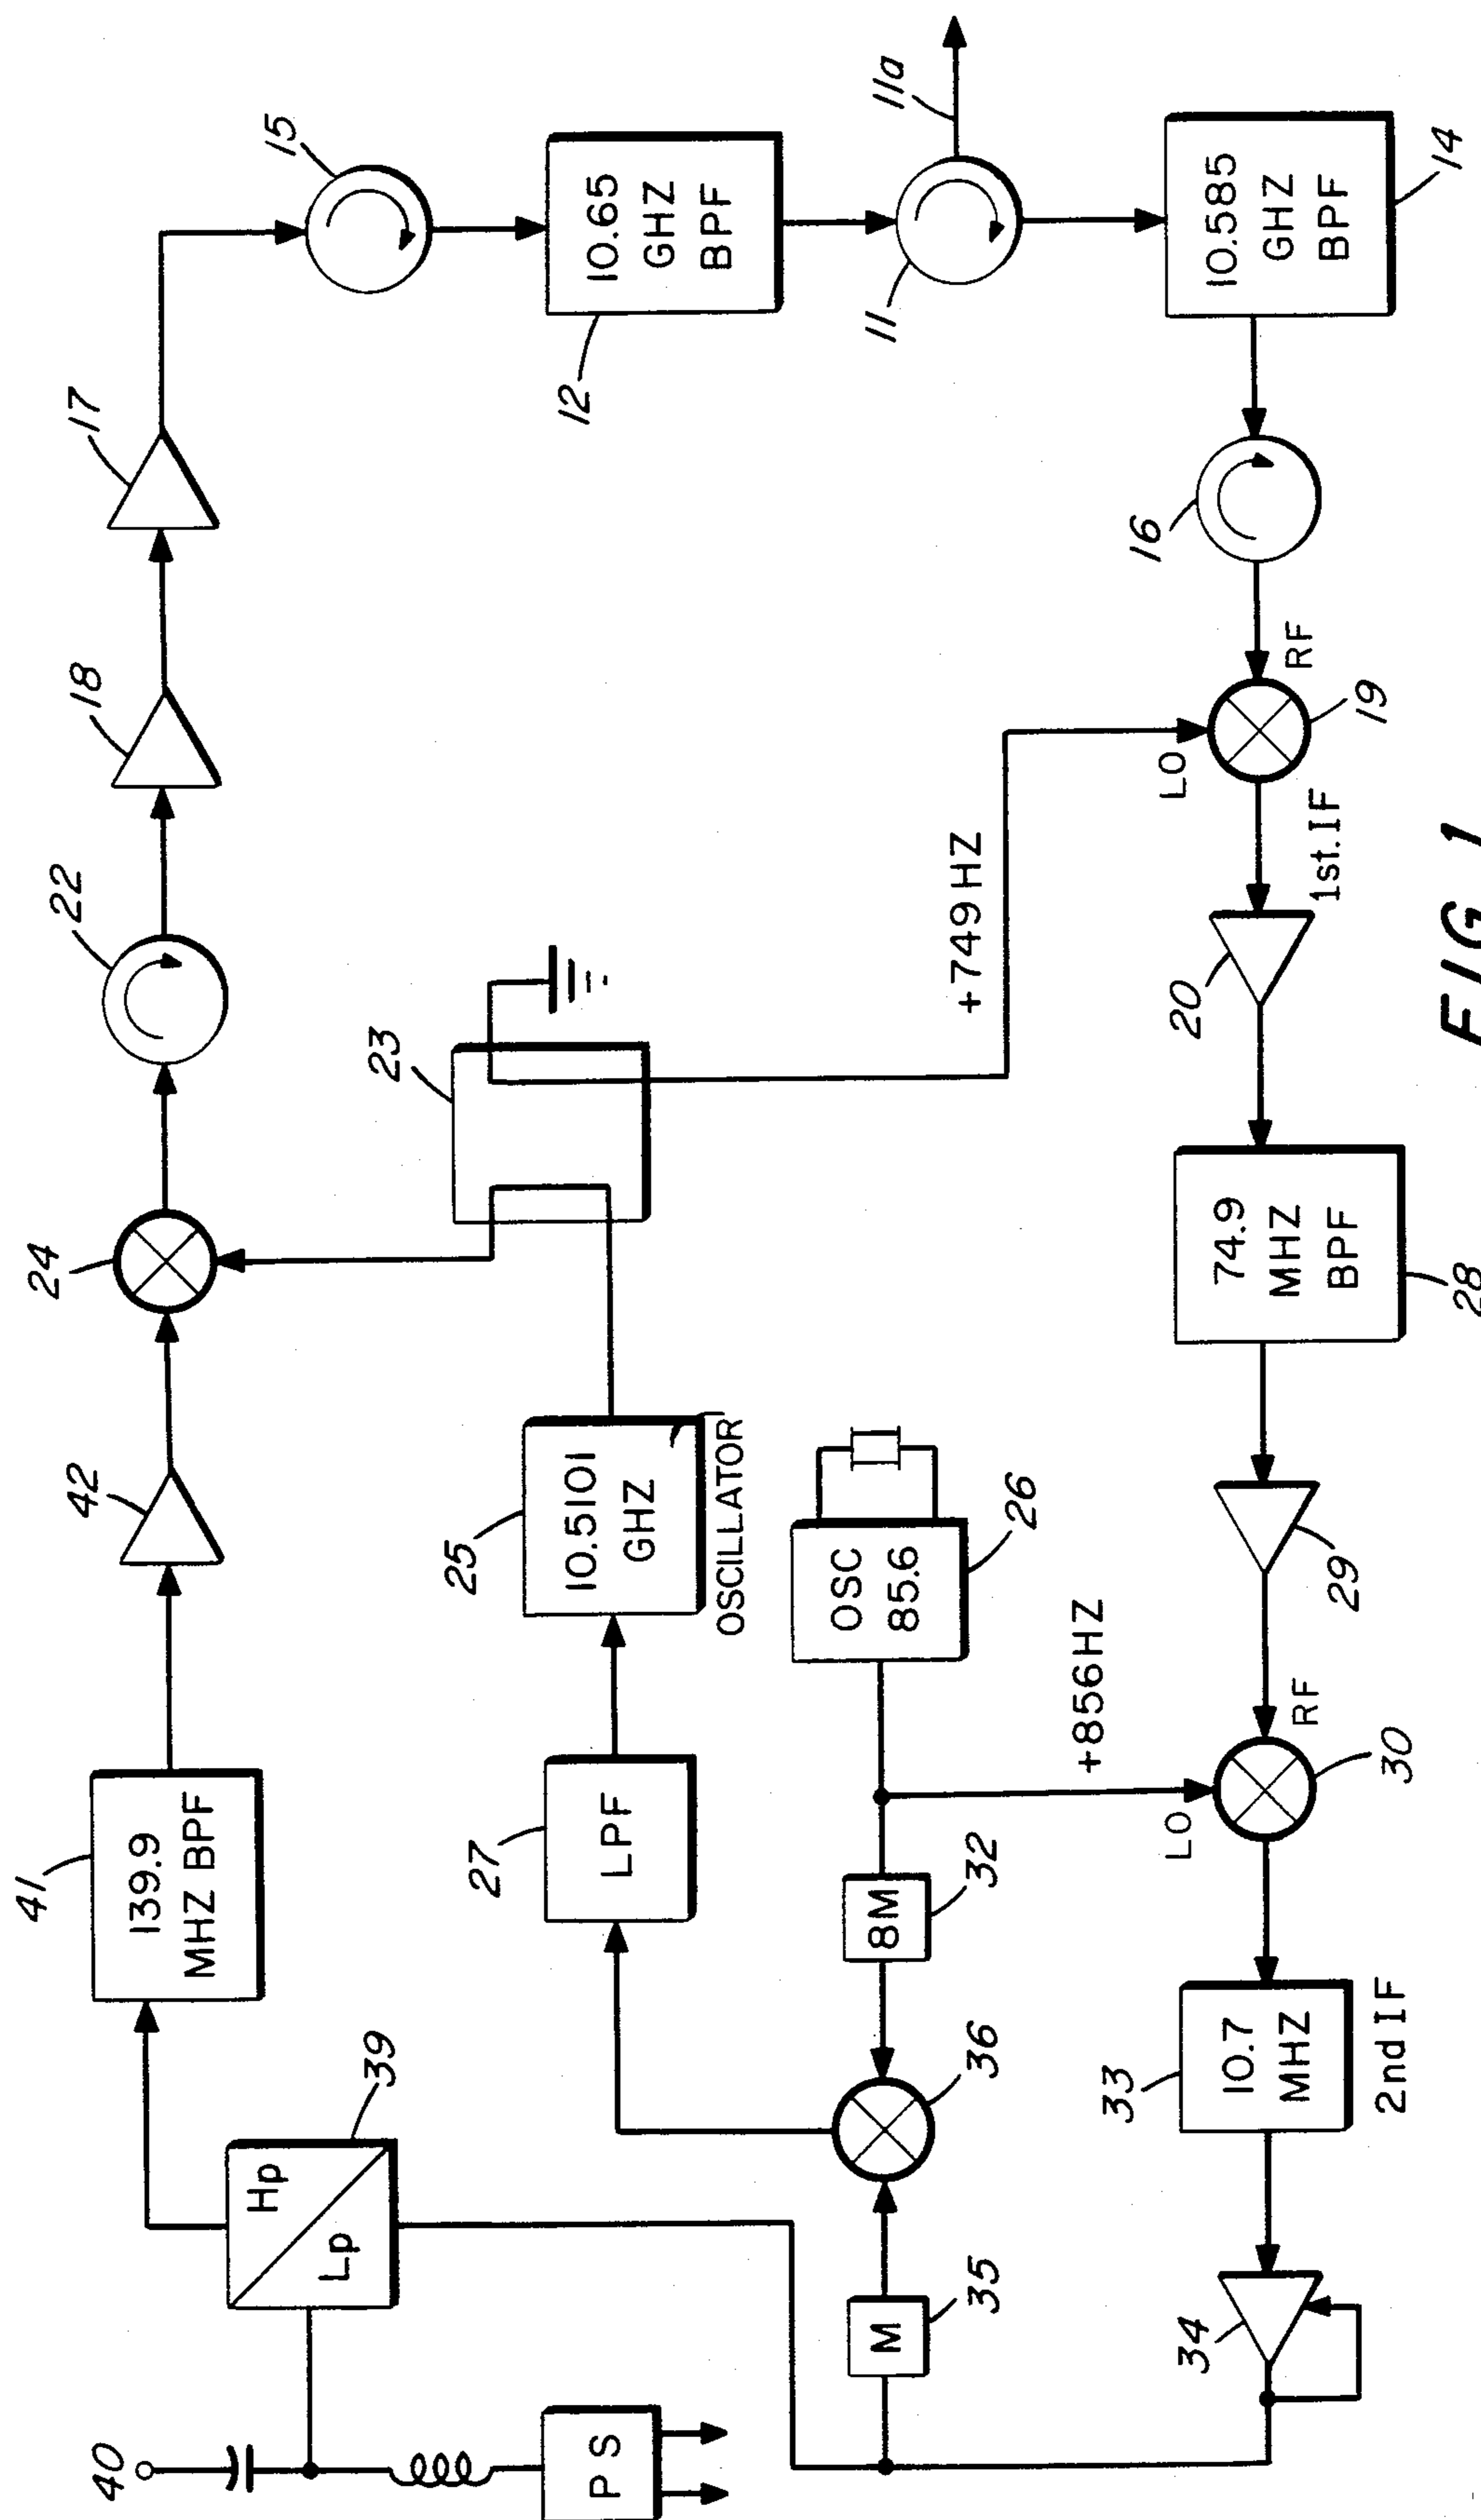 40
PS
39
Hp
Lp
41
139.9
MHZ BPF
42
24
22
18
17
15
10.65
GHZ
BPF
12
11
11a
10.585
GHZ
BPF
14
16
RF
19
LO
1st.IF
20
+749HZ
23
25
10.5101
GHZ
OSCILLATOR
27
LPF
OSC
85.6
26
+856HZ
8M
32
36
M
35
74.9
MHZ
BPF
28
29
RF
LO
30
33
10.7
MHZ
2nd IF
34
FIG. 1